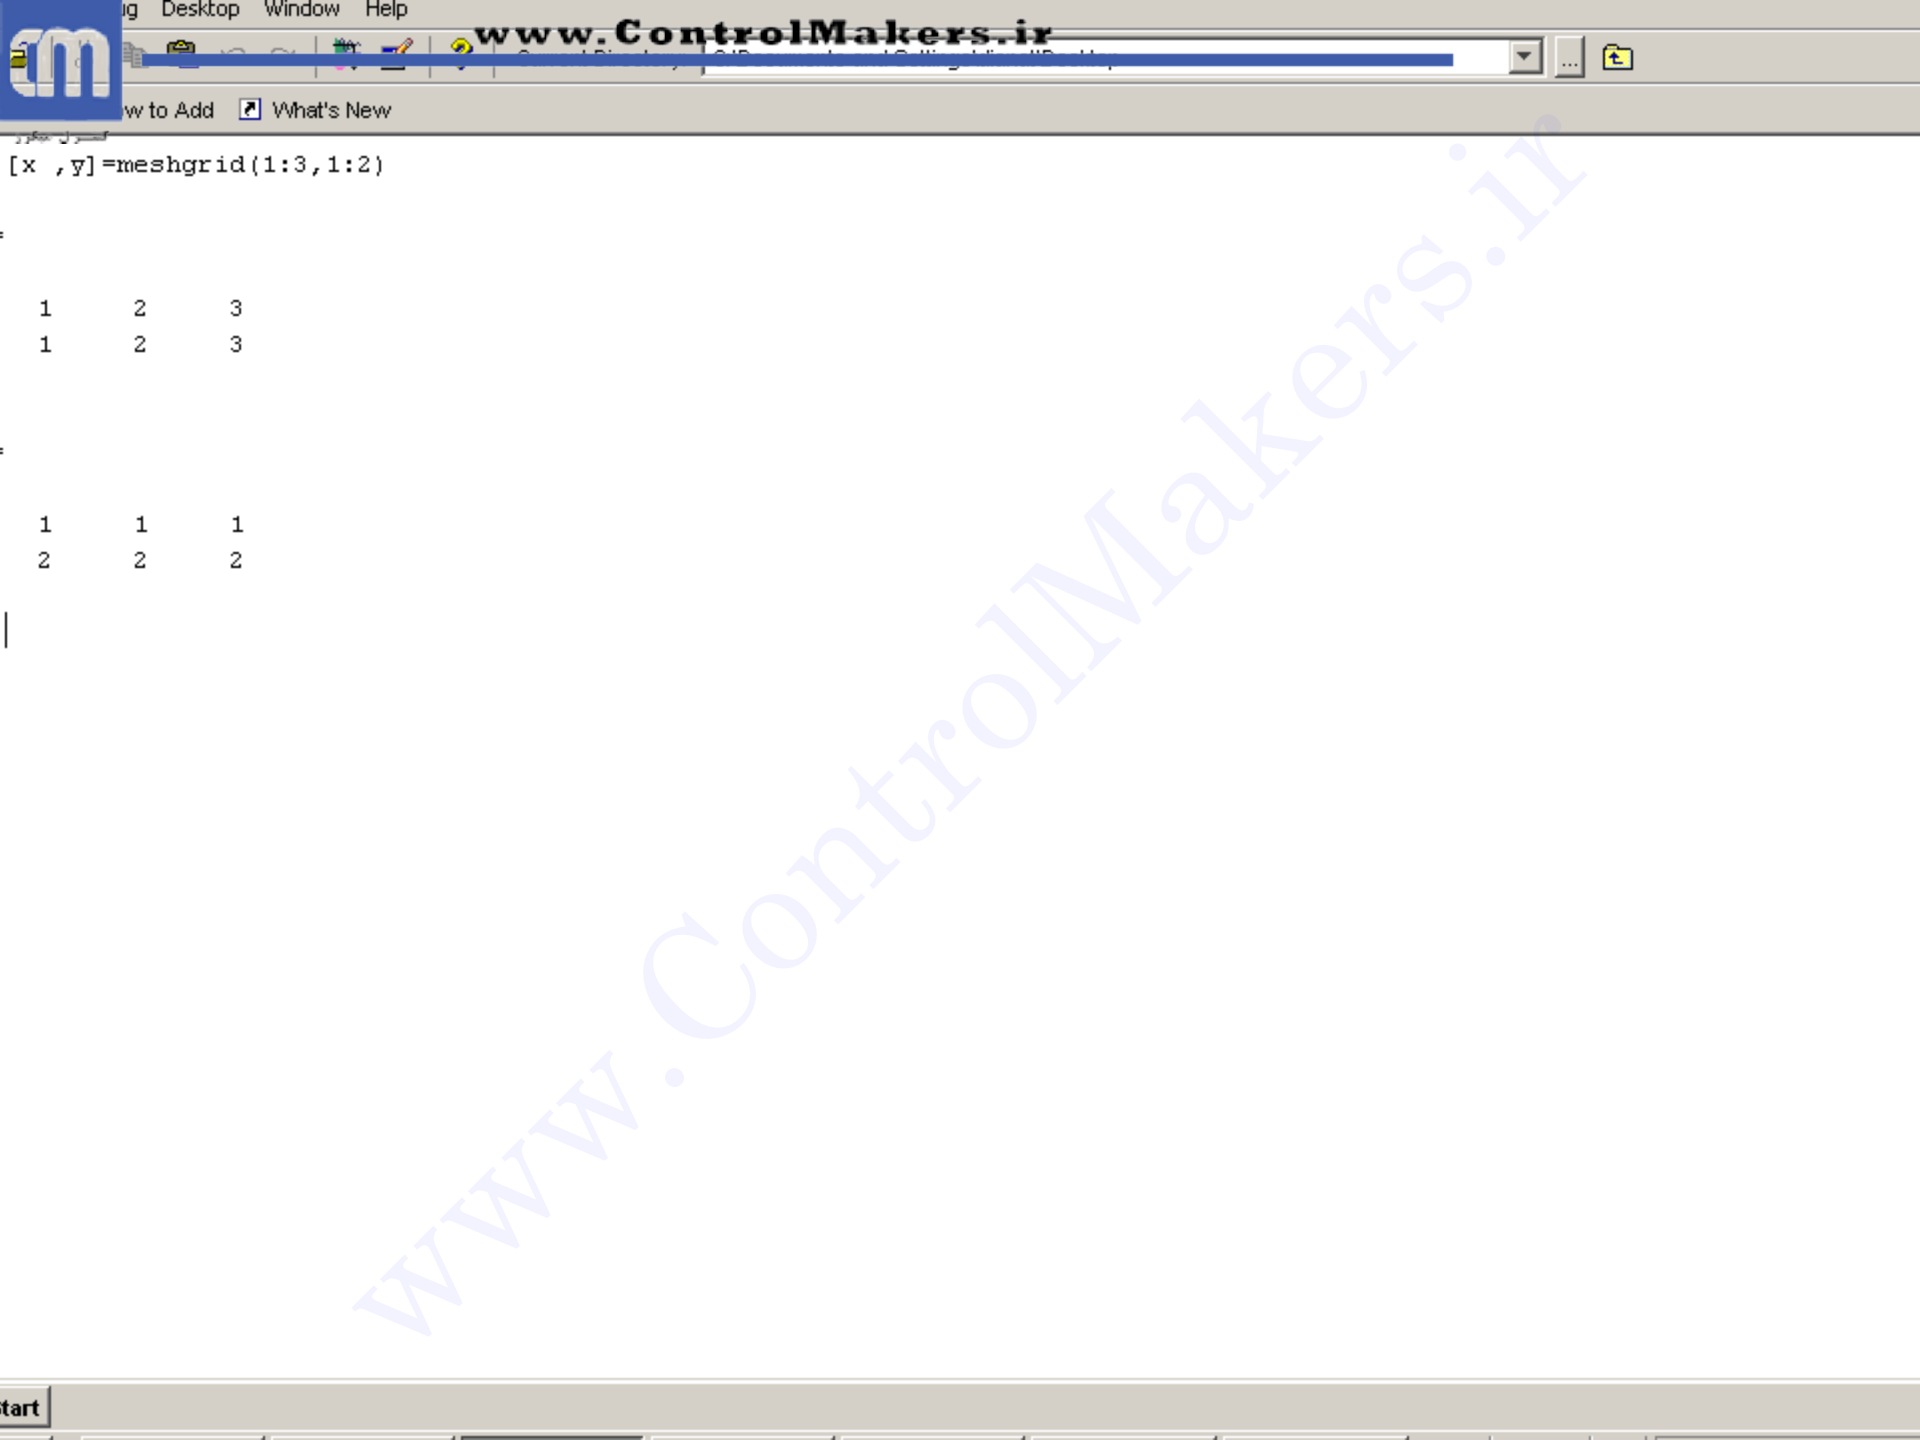 Desktop Window Help
www.ControlMakers.ir
cm
to Add What's New
[x ,y]=meshgrid(1:3,1:2)
=
1 2 3
1 2 3
=
1 1 1
2 2 2
www.ControlMakers.ir